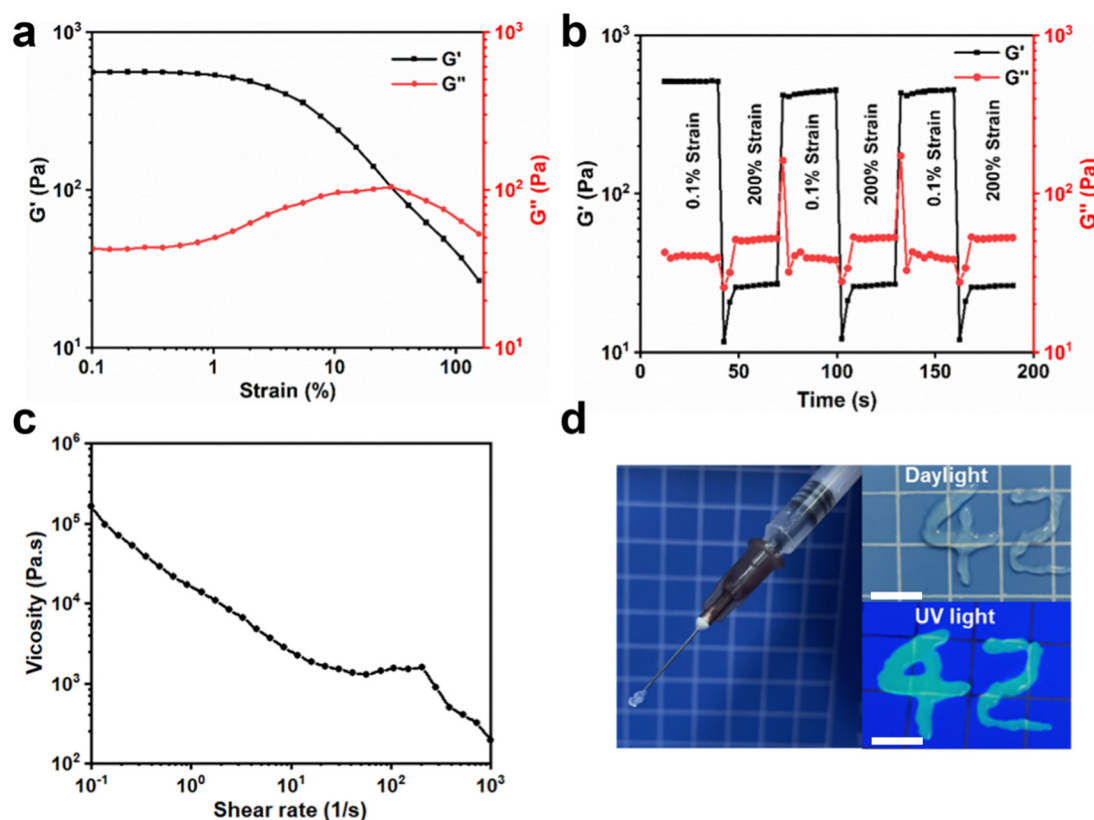 a
10³
10²
10¹
G' (Pa)
G'
G"
10³
10²
10¹
G" (Pa)
0.1
1
10
100
Strain (%)
b
10³
10²
10¹
G' (Pa)
G'
G"
0.1% Strain
200% Strain
0.1% Strain
200% Strain
0.1% Strain
200% Strain
10³
10²
10¹
G" (Pa)
0
50
100
150
200
Time (s)
c
10⁶
10⁵
10⁴
10³
10²
Vicosity (Pa.s)
10⁻¹
10⁰
10¹
10²
10³
Shear rate (1/s)
d
Daylight
42
UV light
42